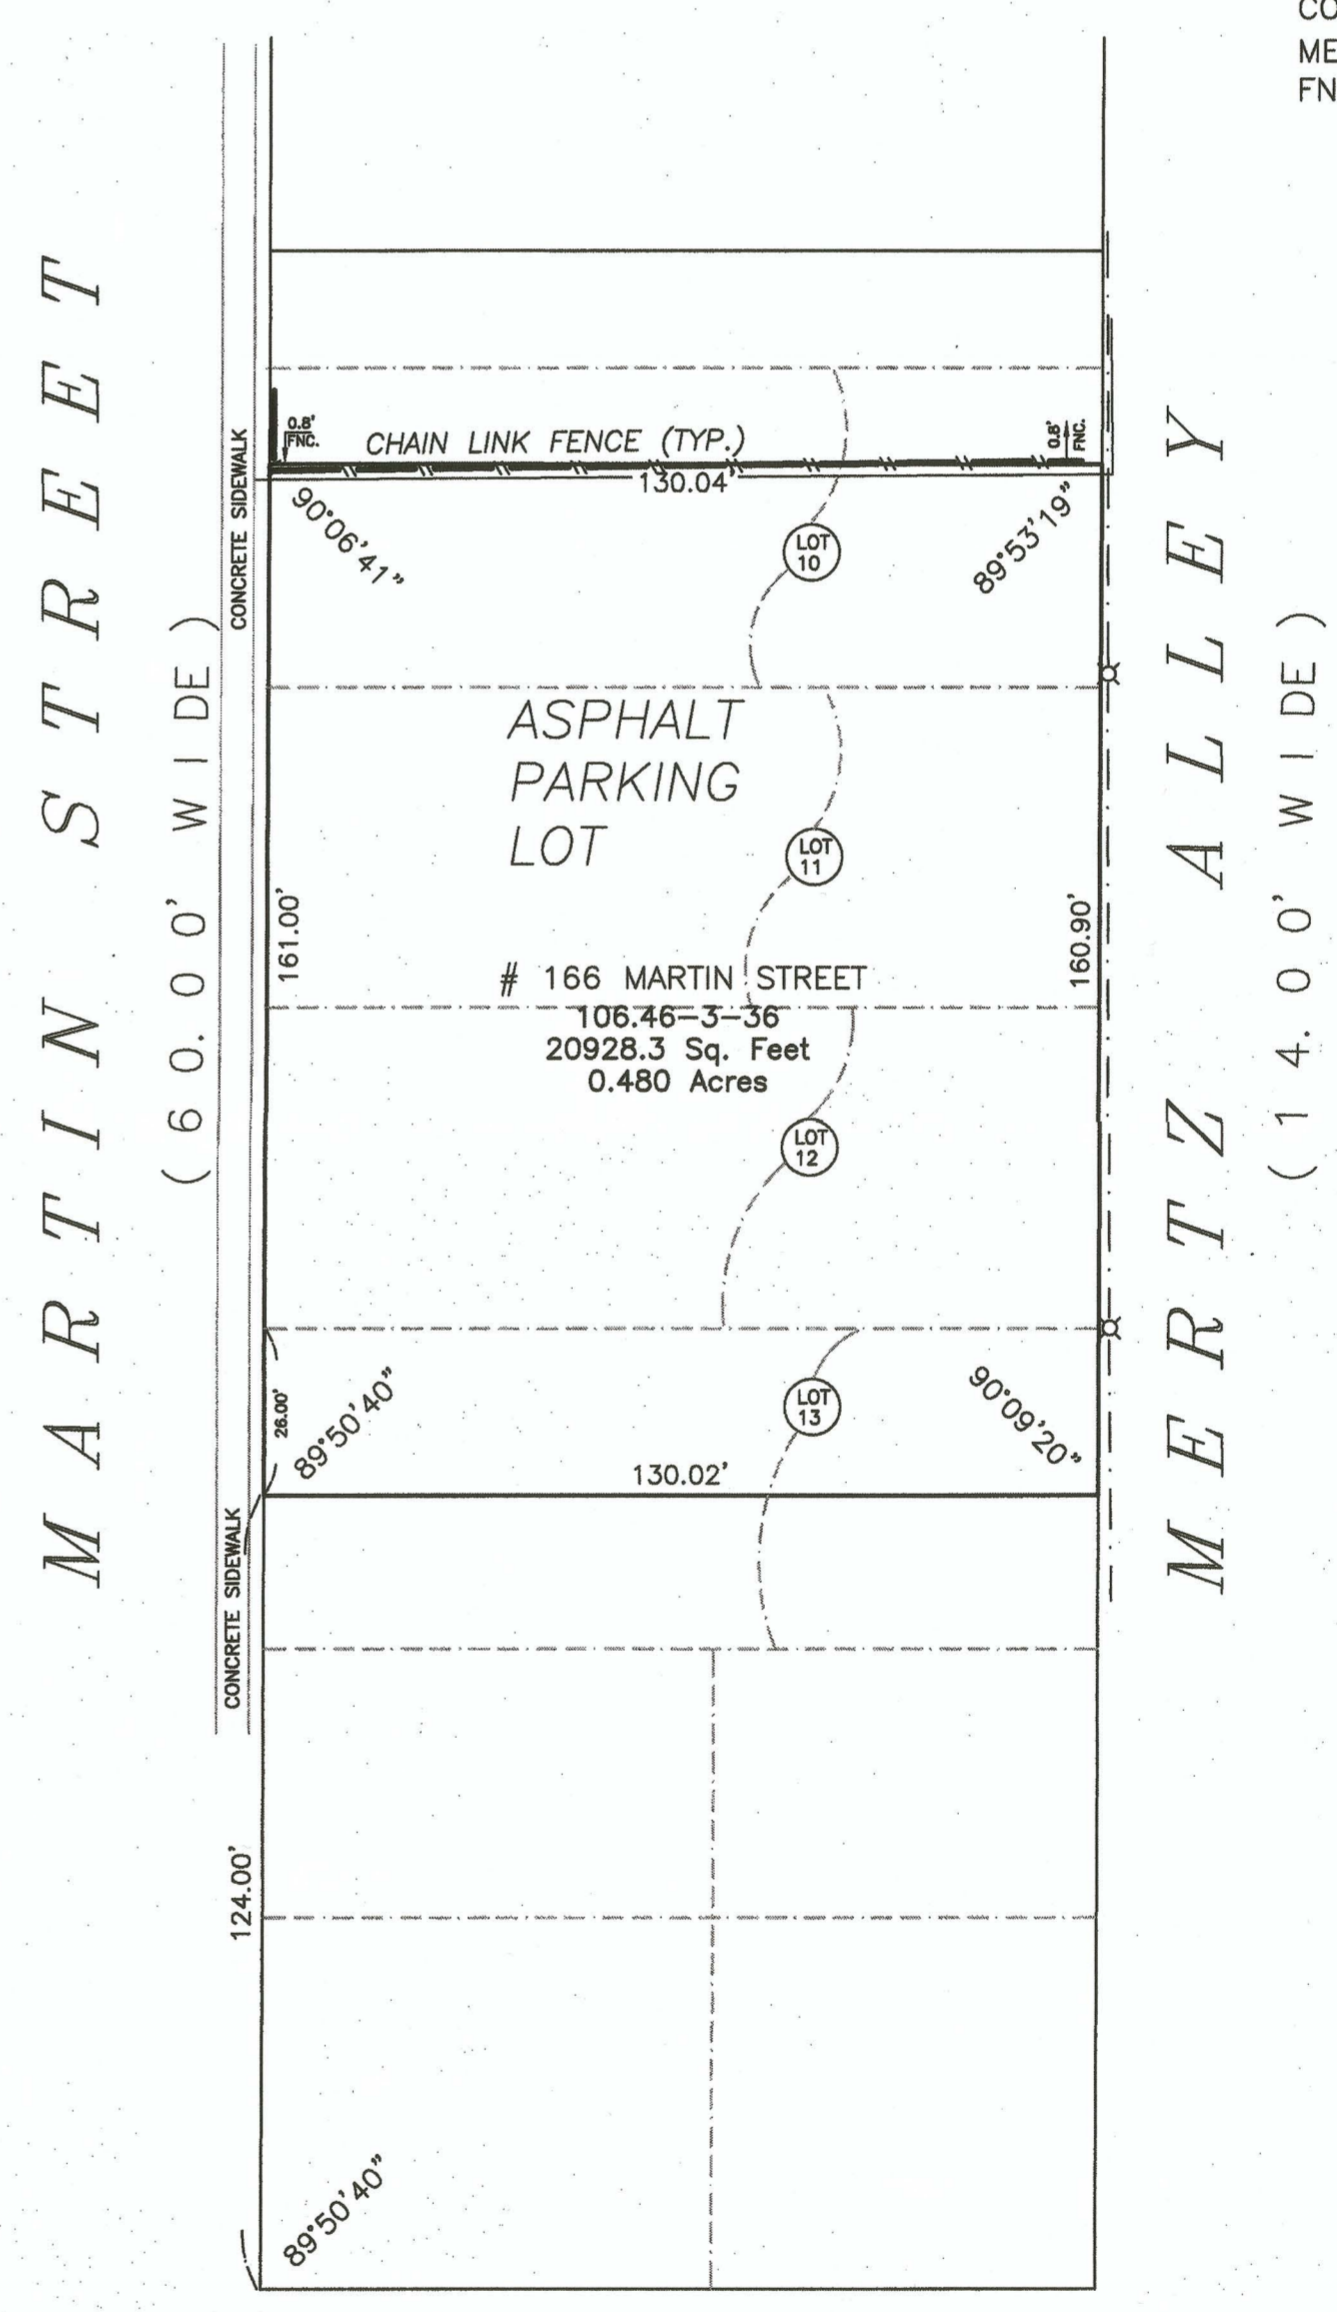 CO
ME
FN
MARTIN STREET
( 60.00' WIDE )
CONCRETE SIDEWALK
0.8'
FNC.
CHAIN LINK FENCE (TYP.)
0.8'
FNC.
130.04'
90°06'41"
LOT
10
89°53'19"
ASPHALT
PARKING
LOT
LOT
11
161.00'
160.90'
MERTZ ALLEY
( 14.00' WIDE )
# 166 MARTIN STREET
106.46-3-36
20928.3 Sq. Feet
0.480 Acres
LOT
12
26.00'
89°50'40"
LOT
13
90°09'20"
130.02'
CONCRETE SIDEWALK
124.00'
89°50'40"